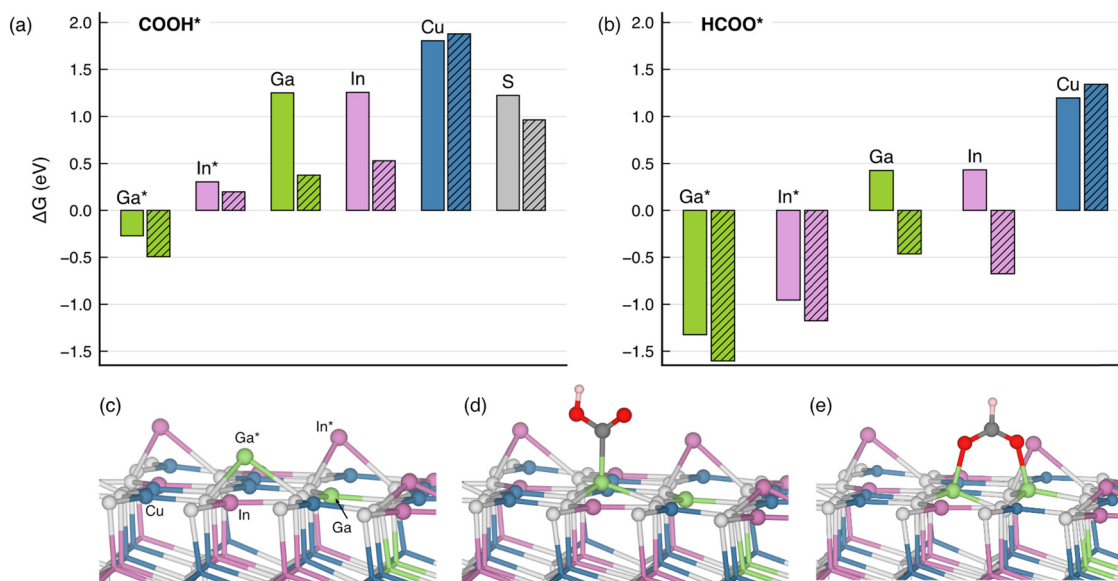 (a)
COOH*
ΔG (eV)
2.0
1.5
1.0
0.5
0.0
−0.5
−1.0
−1.5
Ga*
In*
Ga
In
Cu
S
(b)
HCOO*
2.0
1.5
1.0
0.5
0.0
−0.5
−1.0
−1.5
Ga*
In*
Ga
In
Cu
(c)
Ga*
In*
Cu
In
Ga
(d)
(e)